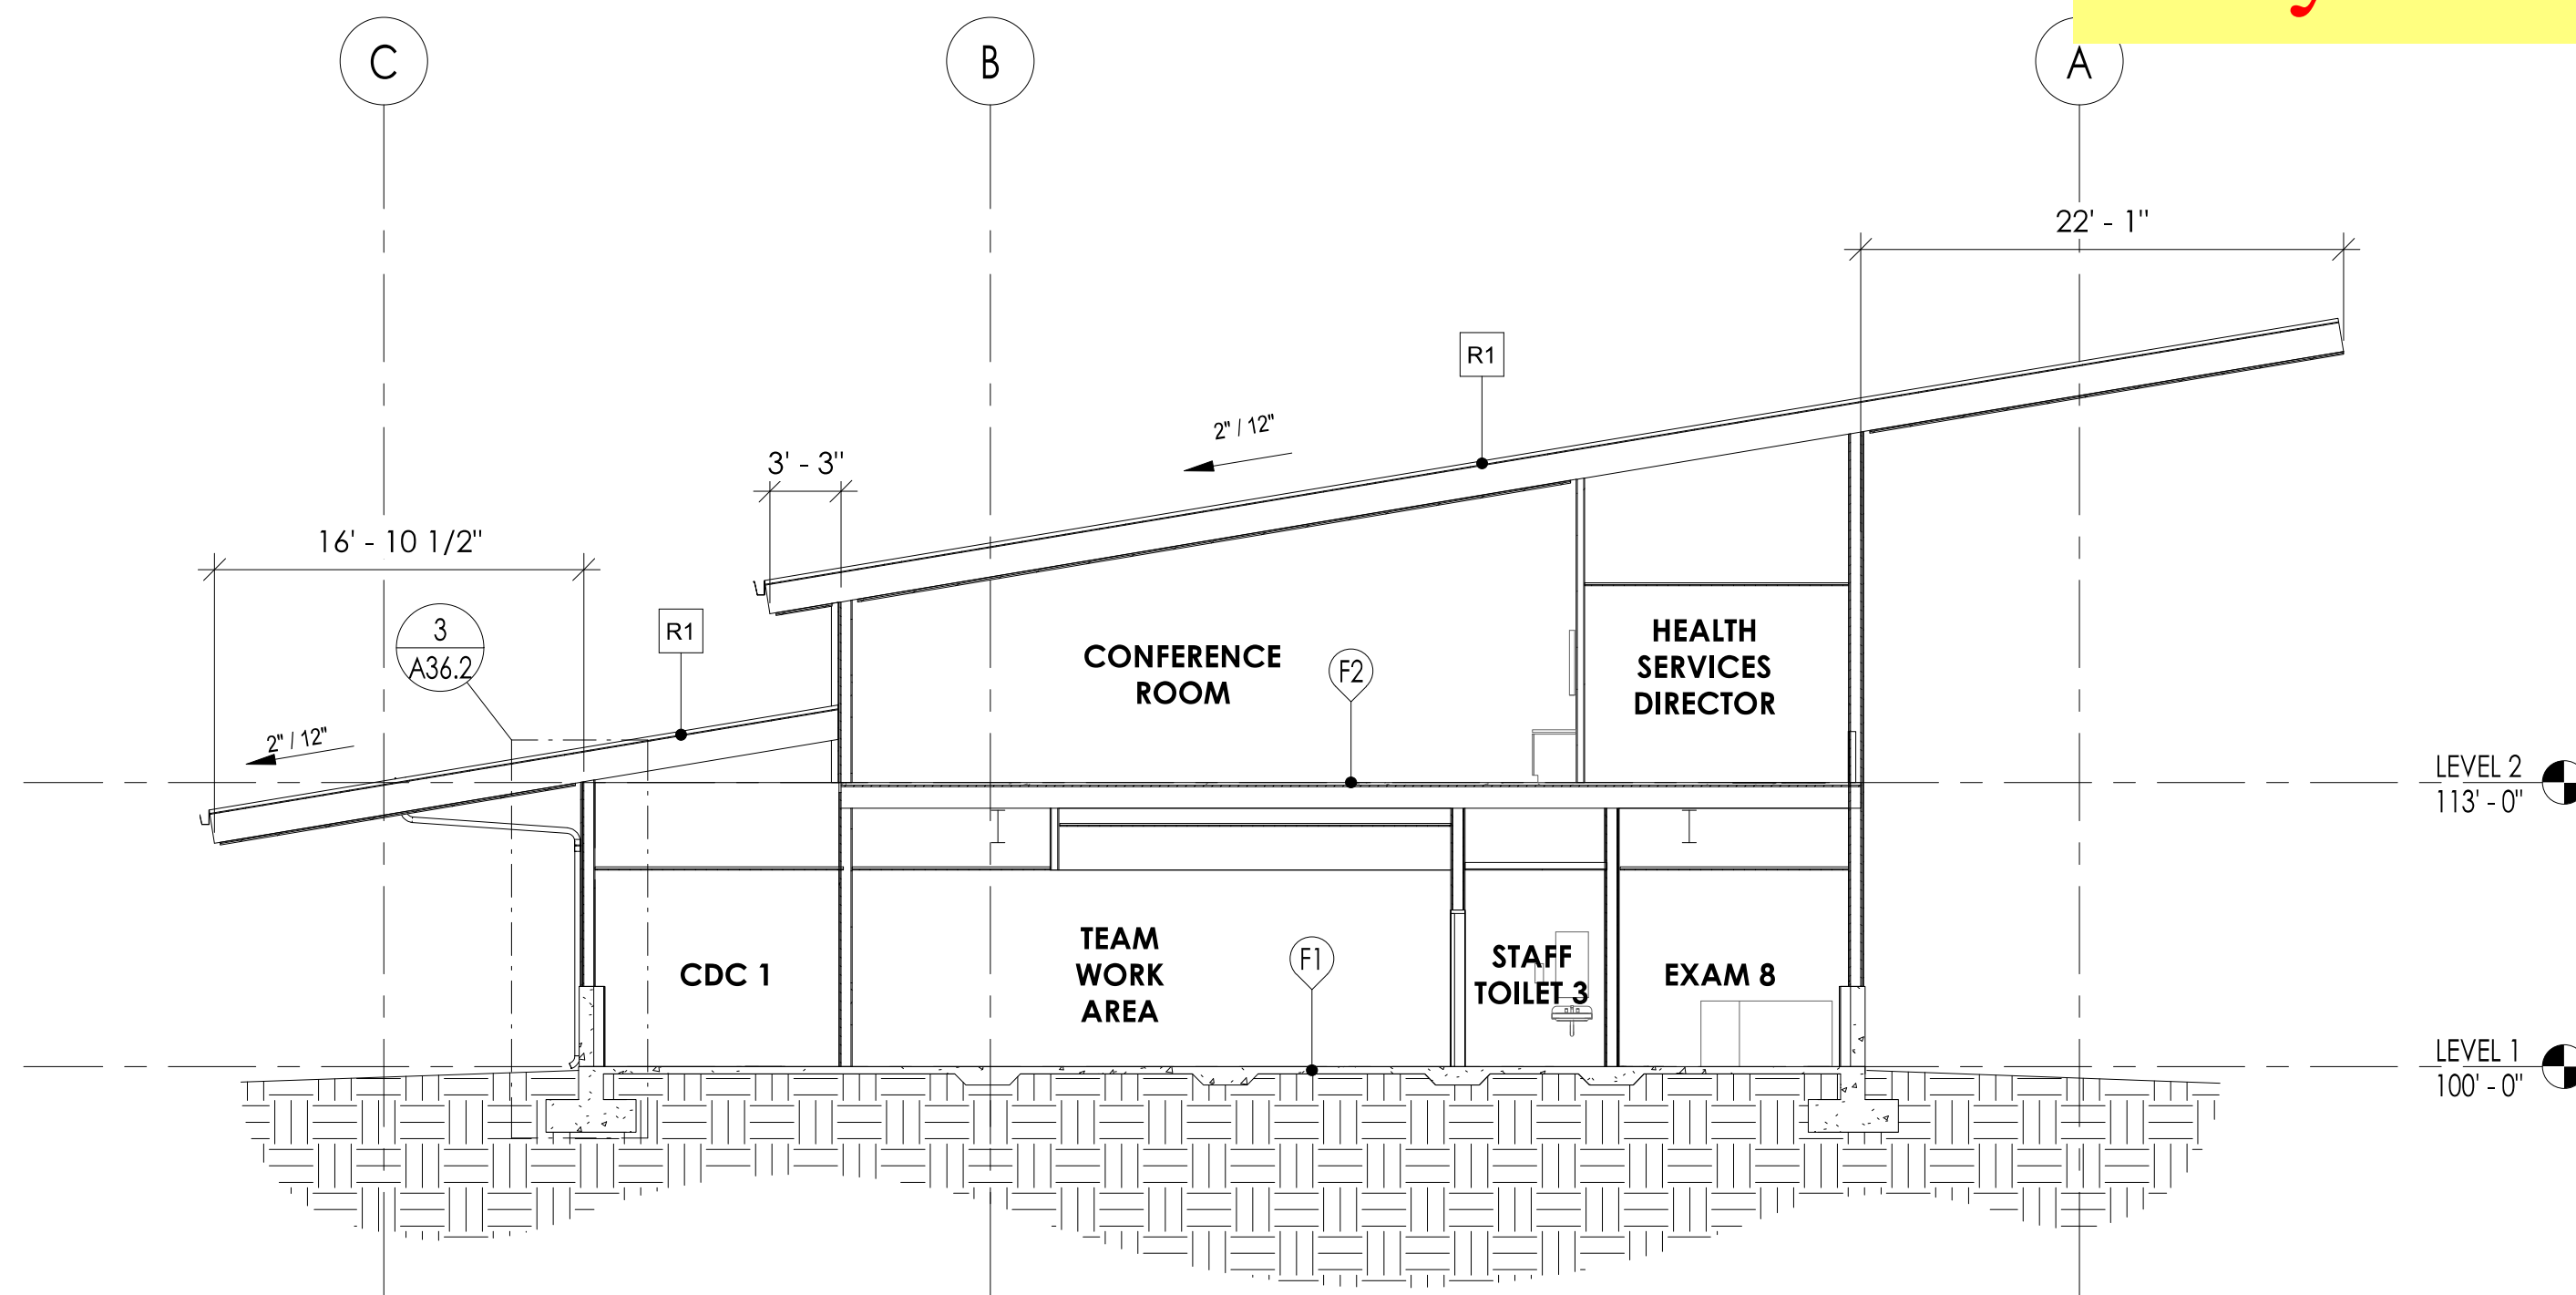 C
B
A
22' - 1"
R1
2" / 12"
3' - 3"
16' - 10 1/2"
3
A36.2
R1
2" / 12"
CONFERENCE
ROOM
F2
HEALTH
SERVICES
DIRECTOR
LEVEL 2
113' - 0"
CDC 1
TEAM
WORK
AREA
F1
STAFF
TOILET 3
EXAM 8
LEVEL 1
100' - 0"